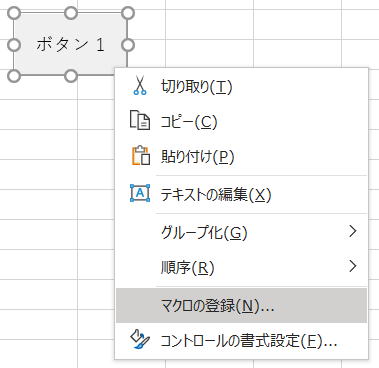 ボタン 1
切り取り(T)
コピー(C)
貼り付け(P)
テキストの編集(X)
グループ化(G)
順序(R)
マクロの登録(N)...
コントロールの書式設定(F)...